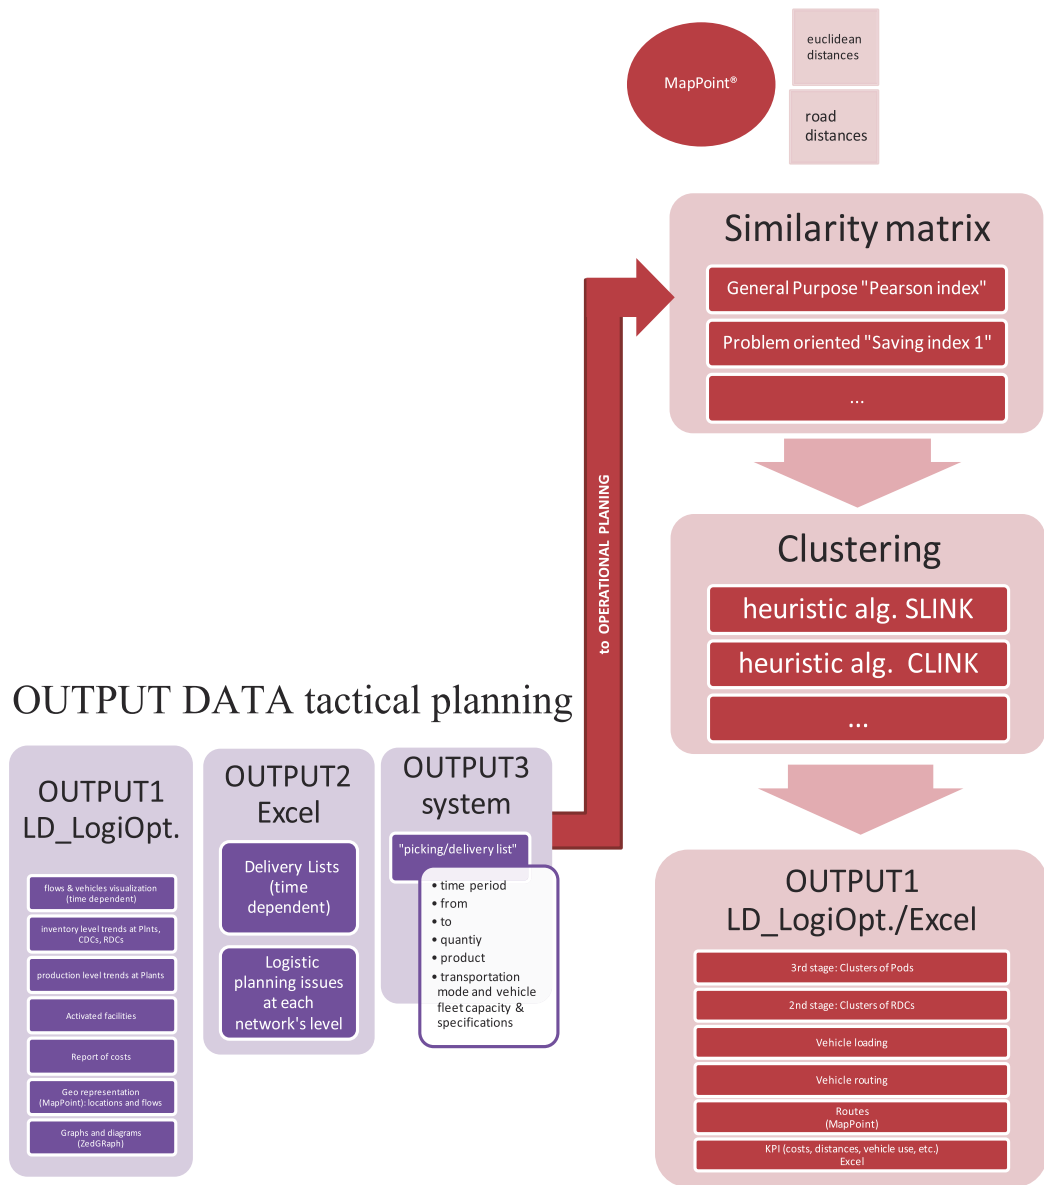 MapPoint®
euclidean
distances
road
distances
Similarity matrix
General Purpose "Pearson index"
Problem oriented "Saving index 1"
...
to OPERATIONAL PLANING
Clustering
heuristic alg. SLINK
heuristic alg.  CLINK
...
OUTPUT DATA tactical planning
OUTPUT1
LD_LogiOpt.
flows & vehicles visualization
(time dependent)
inventory level trends at Plnts,
CDCs, RDCs
production level trends at Plants
Activated facilities
Report of costs
Geo representation
(MapPoint): locations and flows
Graphs and diagrams
(ZedGRaph)
OUTPUT2
Excel
Delivery Lists
(time
dependent)
Logistic
planning issues
at each
network's level
OUTPUT3
system
"picking/delivery list"
• time period
• from
• to
• quantiy
• product
• transportation
mode and vehicle
fleet capacity &
specifications
OUTPUT1
LD_LogiOpt./Excel
3rd stage: Clusters of Pods
2nd stage: Clusters of RDCs
Vehicle loading
Vehicle routing
Routes
(MapPoint)
KPI (costs, distances, vehicle use, etc.)
Excel